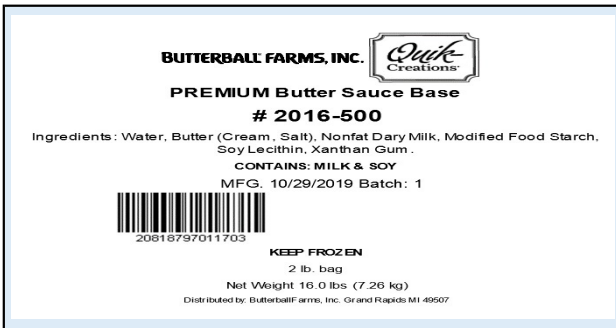 BUTTERBALL FARMS, INC. Quik-
Creations
PREMIUM Butter Sauce Base
# 2016-500
Ingredients: Water, Butter (Cream, Salt), Nonfat Dary Milk, Modified Food Starch,
Soy Lecithin, Xanthan Gum.
CONTAINS: MILK & SOY
MFG. 10/29/2019 Batch: 1
20818797011703
KEEP FROZEN
2 lb. bag
Net Weight 16.0 lbs (7.26 kg)
Distributed by: Butterball Farms, Inc. Grand Rapids MI 49507